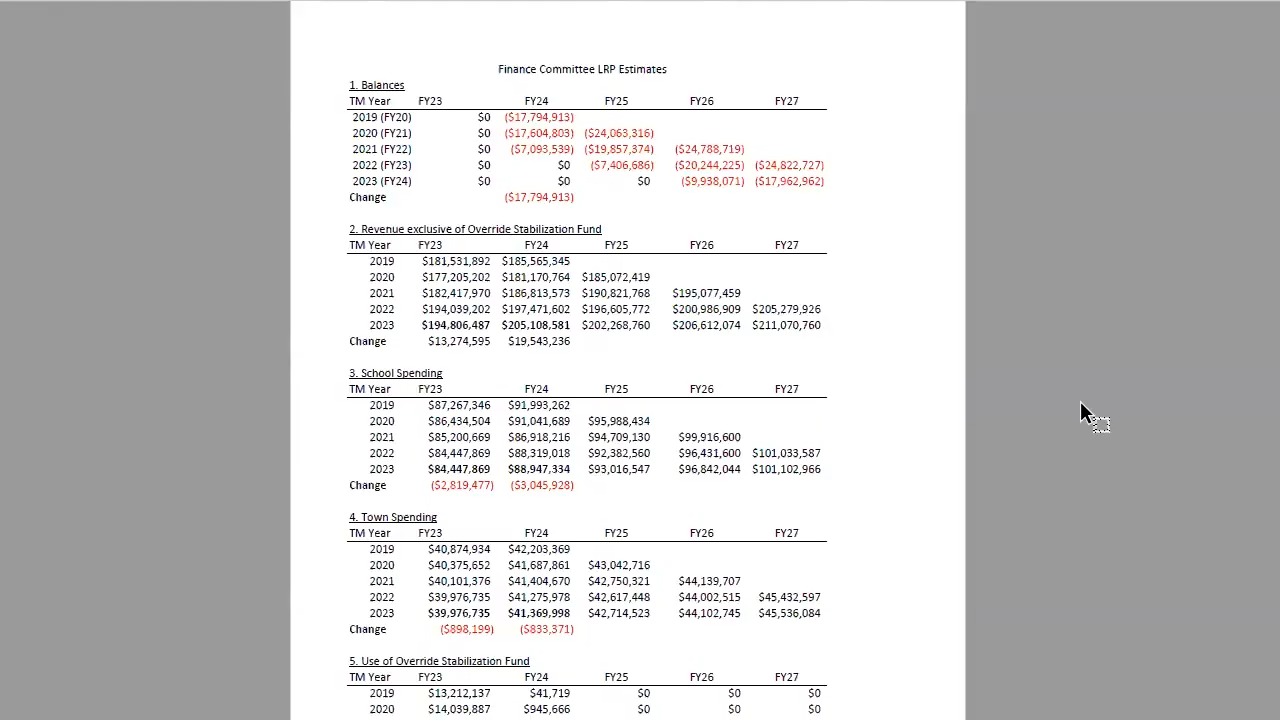 Finance Committee LRP Estimates
1. Balances
TM Year FY23 FY24 FY25 FY26 FY27
2019 (FY20) $0 ($17,794,913)
2020 (FY21) $0 ($17,604,803) ($24,063,316)
2021 (FY22) $0 ($7,093,539) ($19,857,374) ($24,788,719)
2022 (FY23) $0 $0 ($7,406,686) ($20,244,225) ($24,822,727)
2023 (FY24) $0 $0 $0 ($9,938,071) ($17,962,962)
Change ($17,794,913)
2. Revenue exclusive of Override Stabilization Fund
TM Year FY23 FY24 FY25 FY26 FY27
2019 $181,531,892 $185,565,345
2020 $177,205,202 $181,170,764 $185,072,419
2021 $182,417,970 $186,813,573 $190,821,768 $195,077,459
2022 $194,039,202 $197,471,602 $196,605,772 $200,986,909 $205,279,926
2023 $194,806,487 $205,108,581 $202,268,760 $206,612,074 $211,070,760
Change $13,274,595 $19,543,236
3. School Spending
TM Year FY23 FY24 FY25 FY26 FY27
2019 $87,267,346 $91,993,262
2020 $86,434,504 $91,041,689 $95,988,434
2021 $85,200,669 $86,918,216 $94,709,130 $99,916,600
2022 $84,447,869 $88,319,018 $92,382,560 $96,431,600 $101,033,587
2023 $84,447,869 $88,947,334 $93,016,547 $96,842,044 $101,102,966
Change ($2,819,477) ($3,045,928)
4. Town Spending
TM Year FY23 FY24 FY25 FY26 FY27
2019 $40,874,934 $42,203,369
2020 $40,375,652 $41,687,861 $43,042,716
2021 $40,101,376 $41,404,670 $42,750,321 $44,139,707
2022 $39,976,735 $41,275,978 $42,617,448 $44,002,515 $45,432,597
2023 $39,976,735 $41,369,998 $42,714,523 $44,102,745 $45,536,084
Change ($898,199) ($833,371)
5. Use of Override Stabilization Fund
TM Year FY23 FY24 FY25 FY26 FY27
2019 $13,212,137 $41,719 $0 $0 $0
2020 $14,039,887 $945,666 $0 $0 $0